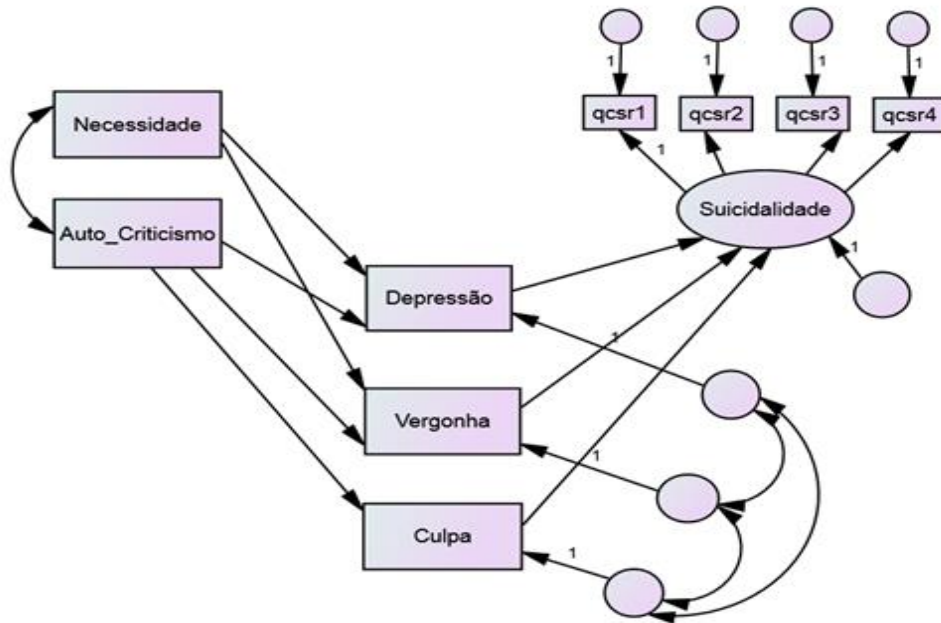 1
1
1
1
qcsr1
qcsr2
qcsr3
qcsr4
1
Necessidade
Suicidalidade
Auto_Criticismo
1
Depressão
1
Vergonha
1
Culpa
1